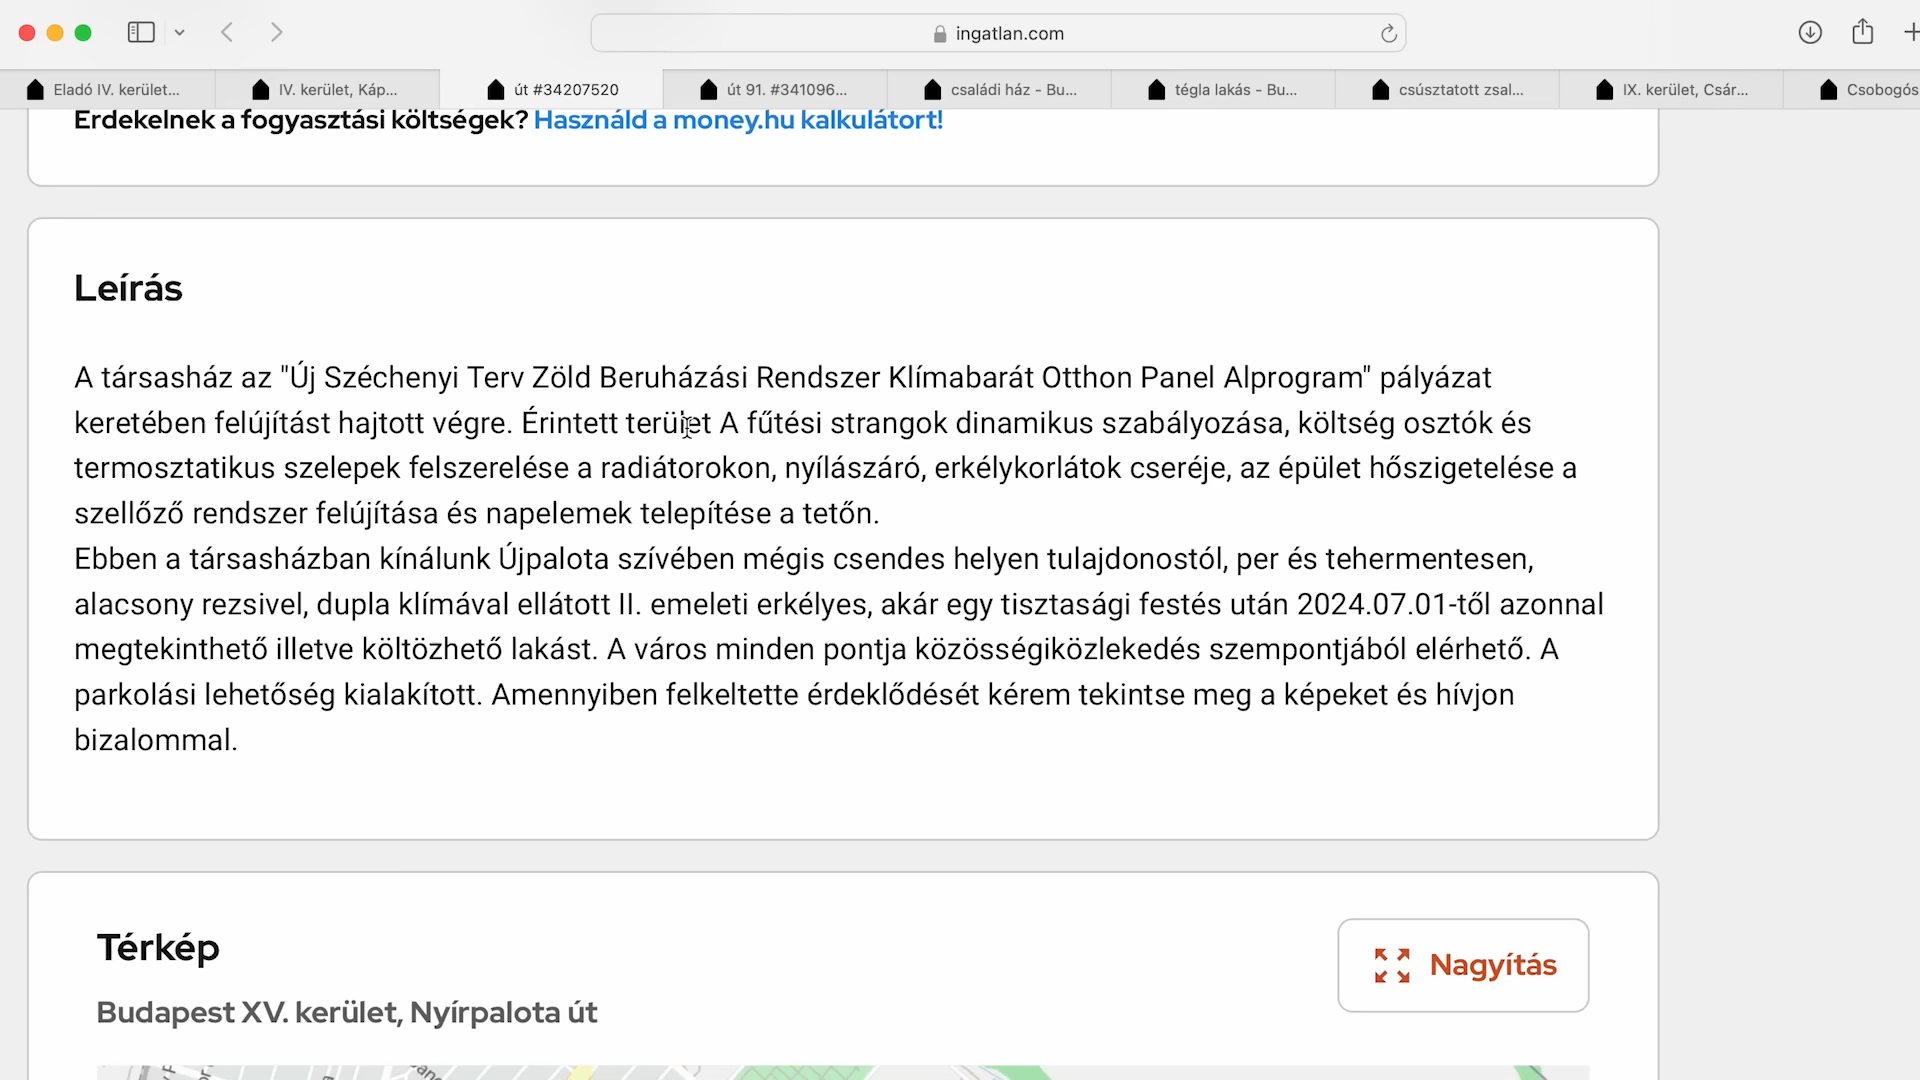 ingatlan.com
Eladó IV. kerület...
IV. kerület, Káp...
út #34207520
út 91. #341096...
családi ház - Bu...
tégla lakás - Bu...
csúsztatott zsal...
IX. kerület, Csár...
Csobogós
Érdekelnek a fogyasztási költségek? Használd a money.hu kalkulátort!
Leírás
A társasház az "Új Széchenyi Terv Zöld Beruházási Rendszer Klímabarát Otthon Panel Alprogram" pályázat
keretében felújítást hajtott végre. Érintett terület A fűtési strangok dinamikus szabályozása, költség osztók és
termosztatikus szelepek felszerelése a radiátorokon, nyílászáró, erkélykorlátok cseréje, az épület hőszigetelése a
szellőző rendszer felújítása és napelemek telepítése a tetőn.
Ebben a társasházban kínálunk Újpalota szívében mégis csendes helyen tulajdonostól, per és tehermentesen,
alacsony rezsivel, dupla klímával ellátott II. emeleti erkélyes, akár egy tisztasági festés után 2024.07.01-től azonnal
megtekinthető illetve költözhető lakást. A város minden pontja közösségiközlekedés szempontjából elérhető. A
parkolási lehetőség kialakított. Amennyiben felkeltette érdeklődését kérem tekintse meg a képeket és hívjon
bizalommal.
Térkép
Nagyítás
Budapest XV. kerület, Nyírpalota út